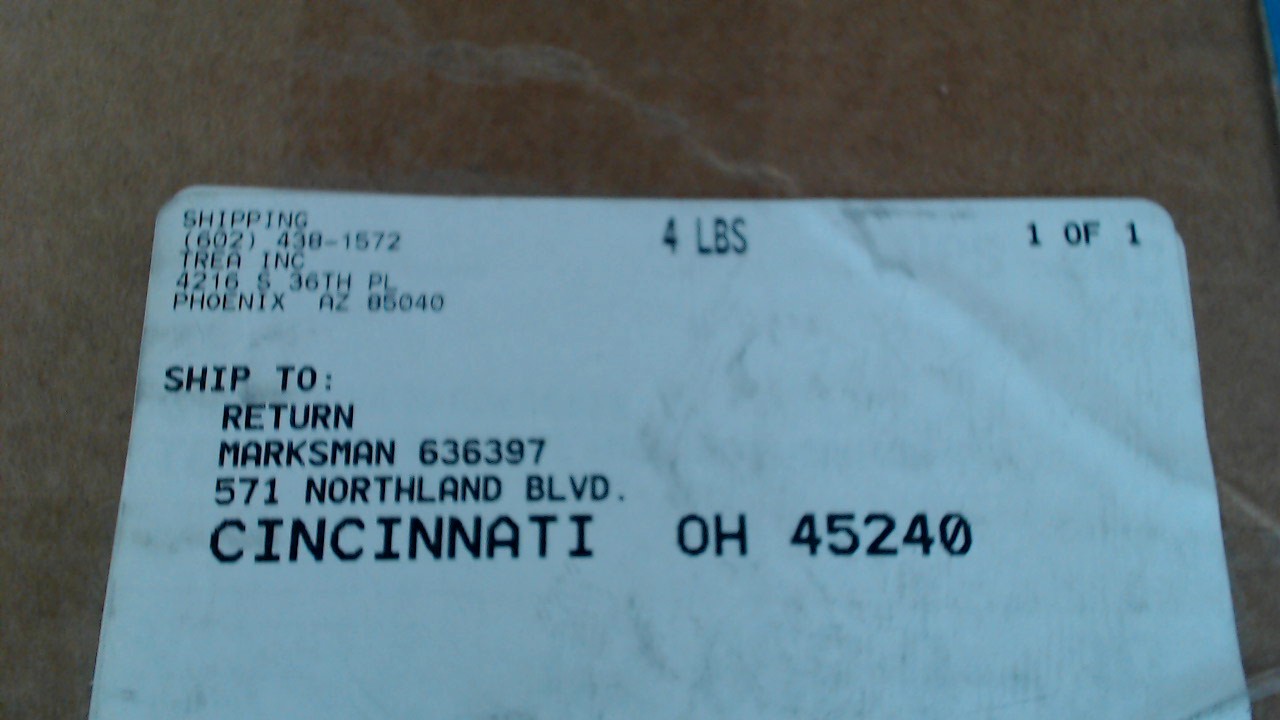 SHIPPING
(602) 438-1572
TREA INC
4216 S 36TH PL
PHOENIX AZ 85040
4 LBS
1 OF 1
SHIP TO:
RETURN
MARKSMAN 636397
571 NORTHLAND BLVD.
CINCINNATI OH 45240